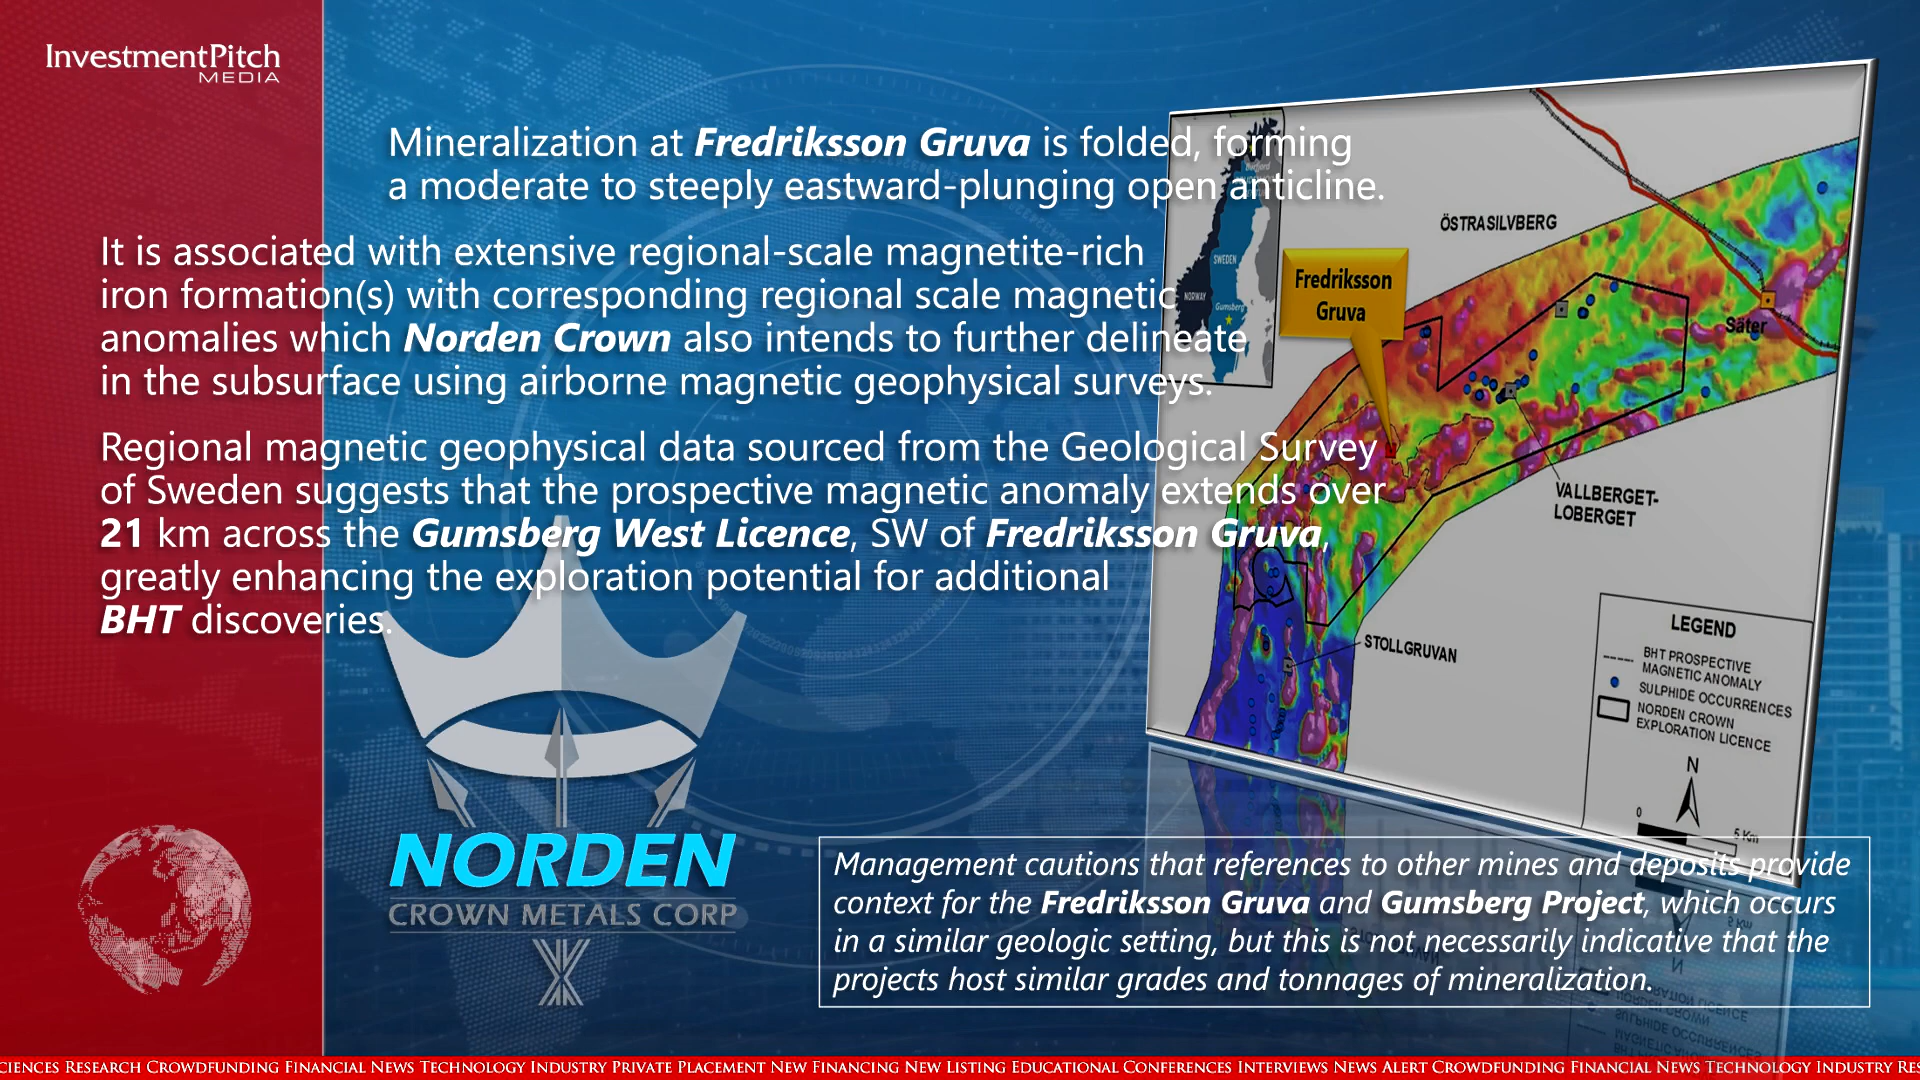 InvestmentPitch
MEDIA
Mineralization at Fredriksson Gruva is folded, forming
a moderate to steeply eastward-plunging open anticline.
It is associated with extensive regional-scale magnetite-rich
iron formation(s) with corresponding regional scale magnetic
anomalies which Norden Crown also intends to further delineate
in the subsurface using airborne magnetic geophysical surveys.
Regional magnetic geophysical data sourced from the Geological Survey
of Sweden suggests that the prospective magnetic anomaly extends over
21 km across the Gumsberg West Licence, SW of Fredriksson Gruva,
greatly enhancing the exploration potential for additional
BHT discoveries.
NORDEN
CROWN METALS CORP
SWEDEN
NORWAY
Gumsberg
ÖSTRASILVBERG
Fredriksson
Gruva
Säter
VALLBERGET-
LOBERGET
STOLLGRUVAN
LEGEND
BHT PROSPECTIVE
MAGNETIC ANOMALY
SULPHIDE OCCURRENCES
NORDEN CROWN
EXPLORATION LICENCE
N
0
5 Km
Management cautions that references to other mines and deposits provide
context for the Fredriksson Gruva and Gumsberg Project, which occurs
in a similar geologic setting, but this is not necessarily indicative that the
projects host similar grades and tonnages of mineralization.
CIENCES RESEARCH CROWDFUNDING FINANCIAL NEWS TECHNOLOGY INDUSTRY PRIVATE PLACEMENT NEW FINANCING NEW LISTING EDUCATIONAL CONFERENCES INTERVIEWS NEWS ALERT CROWDFUNDING FINANCIAL NEWS TECHNOLOGY INDUSTRY RES